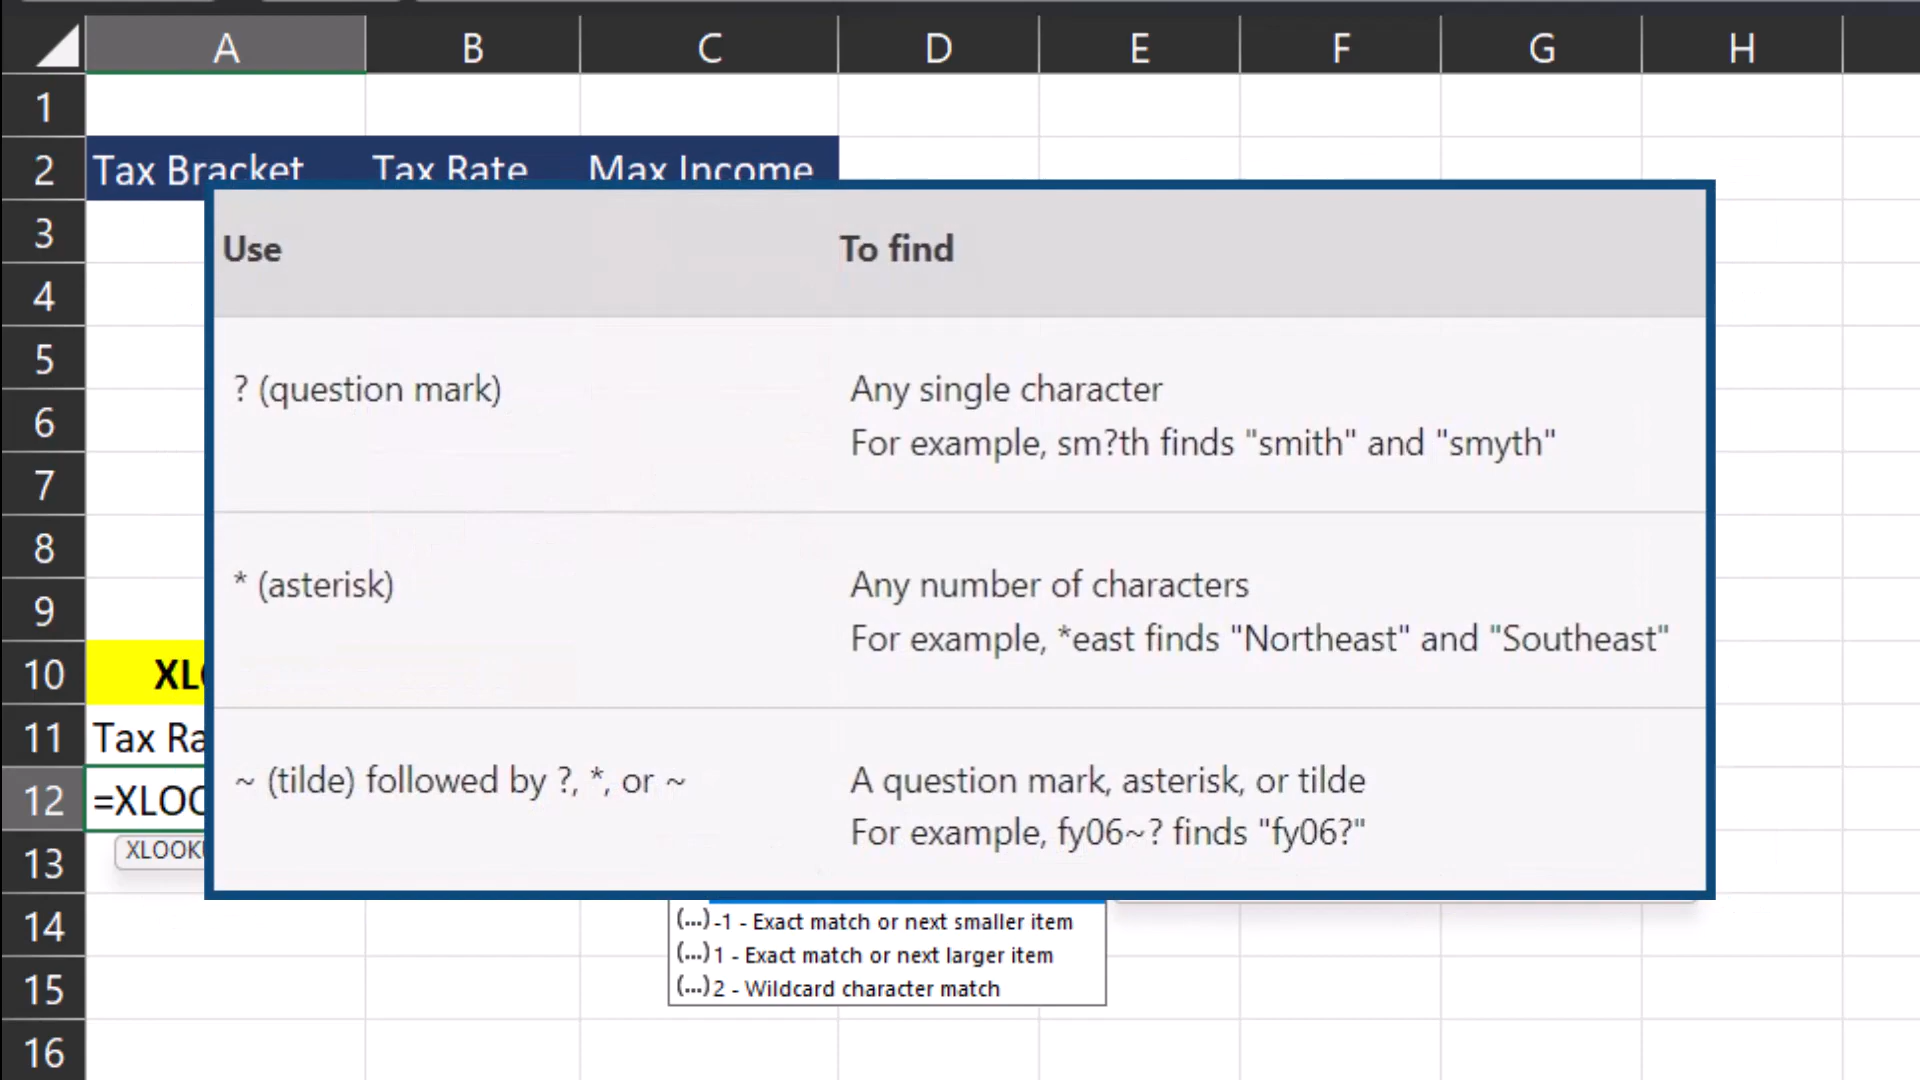 A B C D E F G H
1
2 Tax Bracket Tax Rate Max Income
3
4
5
6
7
8
9
10
11 Tax
12
13
14
15
16
Use To find
? (question mark) Any single character
For example, sm?th finds "smith" and "smyth"
* (asterisk) Any number of characters
For example, *east finds "Northeast" and "Southeast"
~ (tilde) followed by ?, *, or ~ A question mark, asterisk, or tilde
For example, fy06~? finds "fy06?"
(...) -1 - Exact match or next smaller item
(...) 1 - Exact match or next larger item
(...) 2 - Wildcard character match